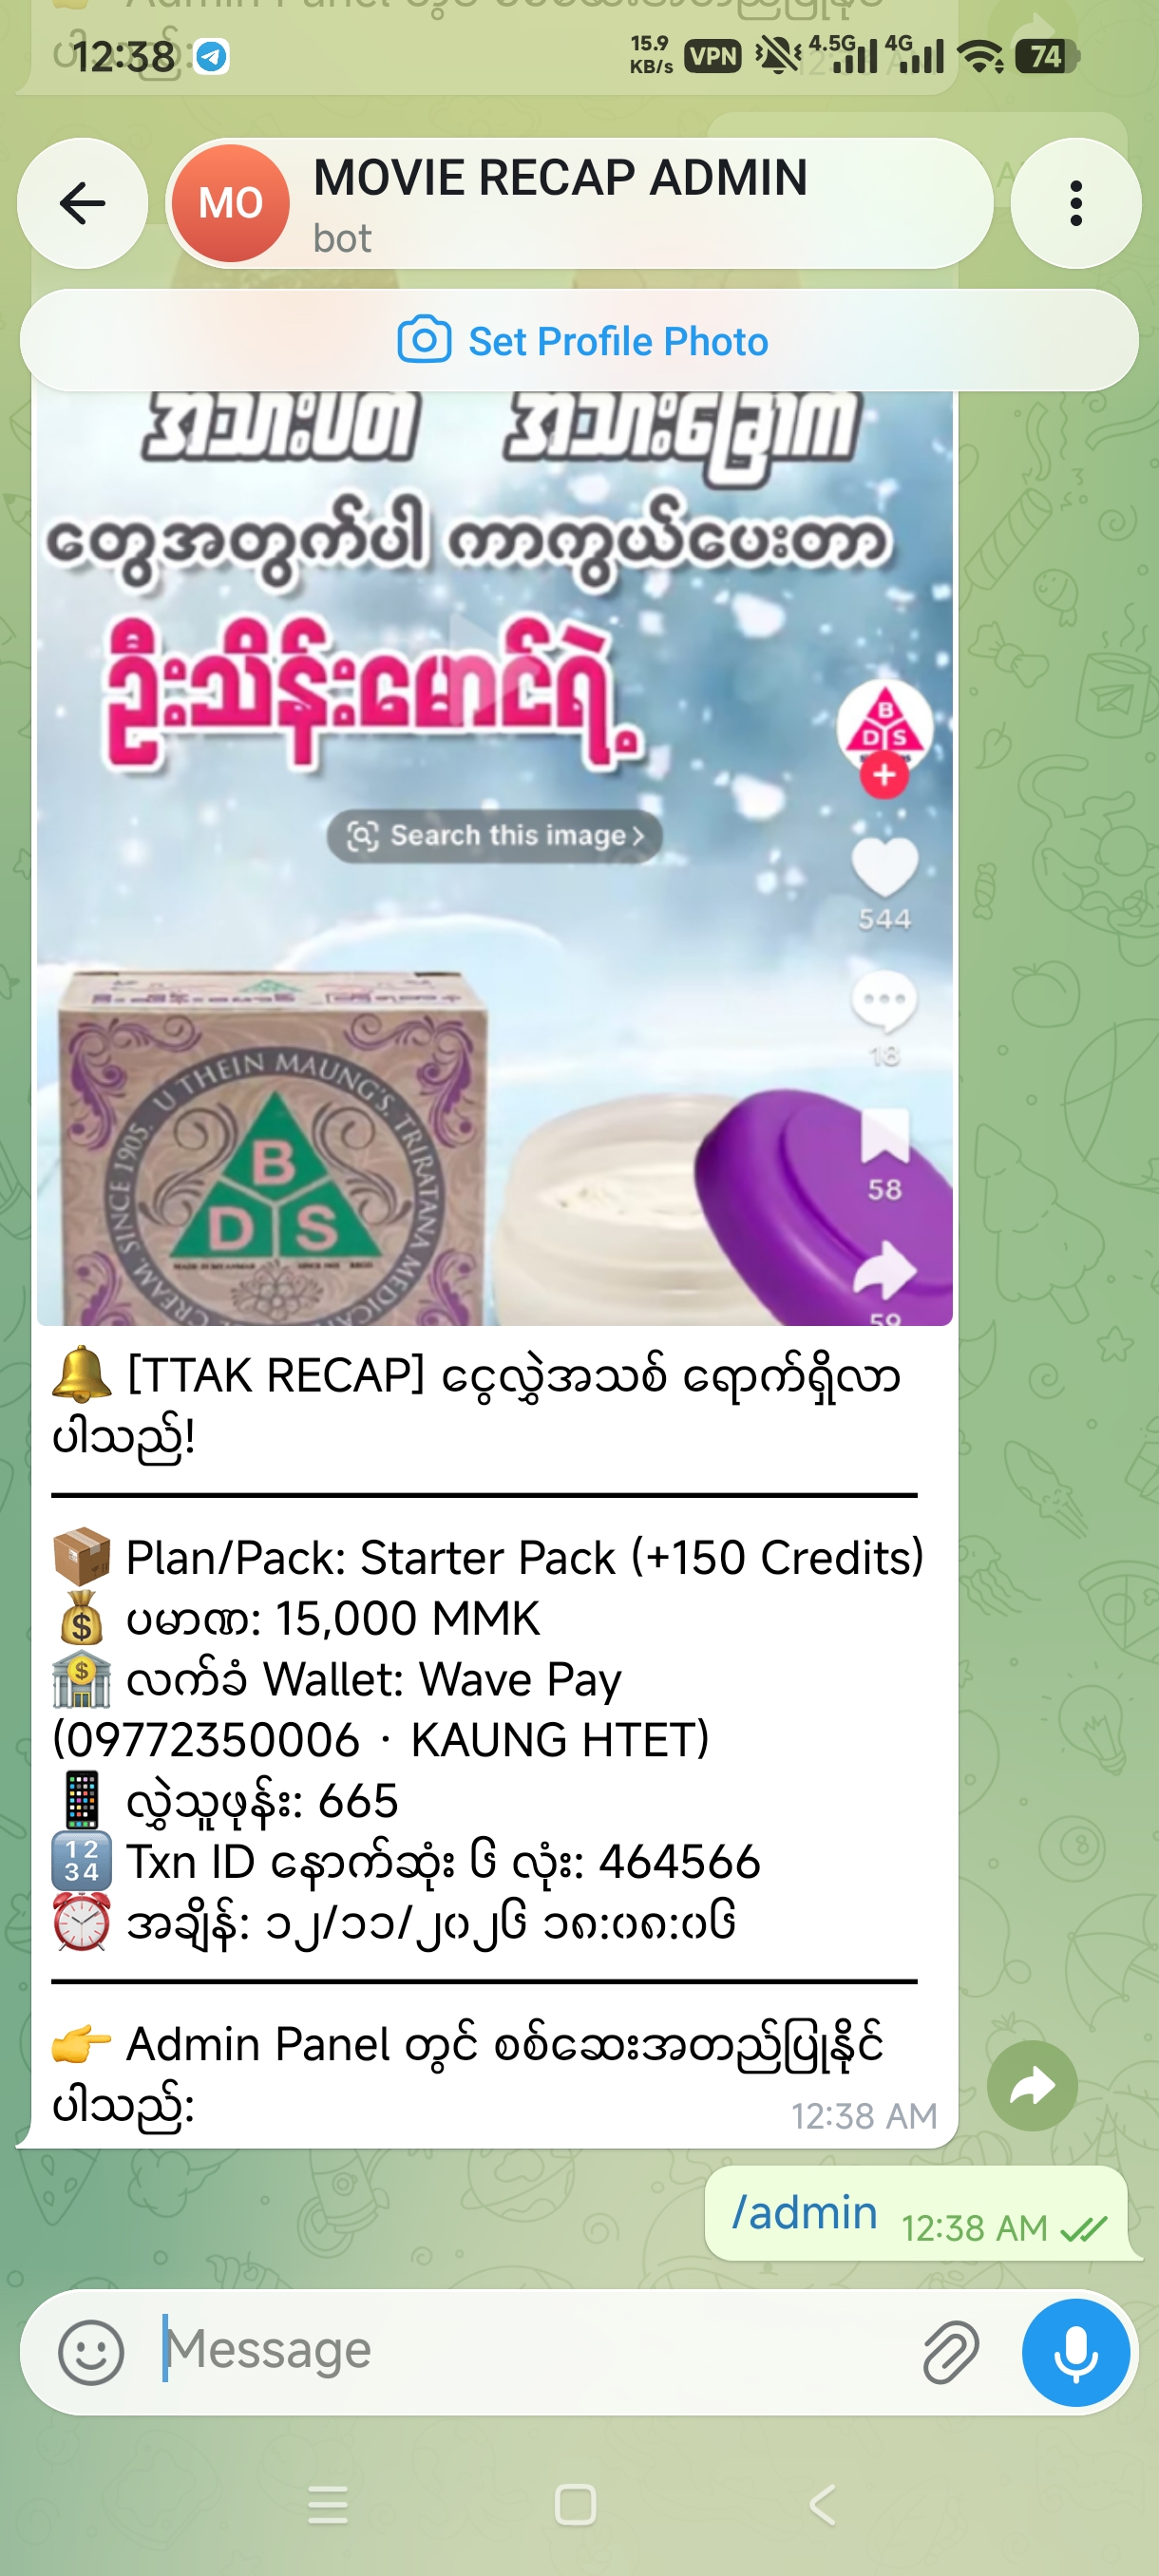 12:38
15.9 KB/s VPN 4.5G 4G 74
MO
MOVIE RECAP ADMIN
bot
Set Profile Photo
အသားပတ် အသားခြောက်
တွေအတွက်ပါ ကာကွယ်ပေးတာ
ဦးသိန်းမောင်ရဲ့
B
D S
Search this image
544
18
58
59
SINCE 1905. U THEIN MAUNG'S. TRIRATANA MEDICA
CREAM.
B
D S
🔔 [TTAK RECAP] ငွေလွှဲအသစ် ရောက်ရှိလာ
ပါသည်!
📦 Plan/Pack: Starter Pack (+150 Credits)
💰 ပမာဏ: 15,000 MMK
🏦 လက်ခံ Wallet: Wave Pay
(09772350006 · KAUNG HTET)
📱 လွှဲသူဖုန်း: 665
🔢 Txn ID နောက်ဆုံး ၆ လုံး: 464566
⏰ အချိန်: ၁၂/၁၁/၂၀၂၆ ၁၈:၀၈:၀၆
👉 Admin Panel တွင် စစ်ဆေးအတည်ပြုနိုင်
ပါသည်:
12:38 AM
/admin 12:38 AM
Message